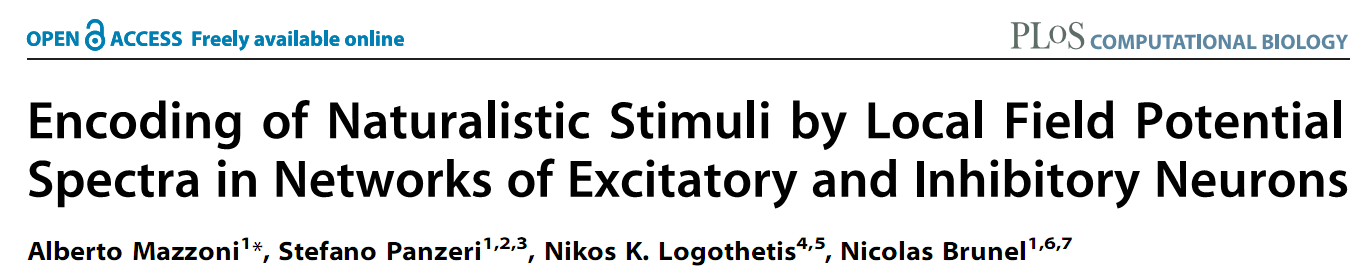 OPEN ACCESS Freely available online PLoS COMPUTATIONAL BIOLOGY
Encoding of Naturalistic Stimuli by Local Field Potential
Spectra in Networks of Excitatory and Inhibitory Neurons
Alberto Mazzoni1*, Stefano Panzeri1,2,3, Nikos K. Logothetis4,5, Nicolas Brunel1,6,7